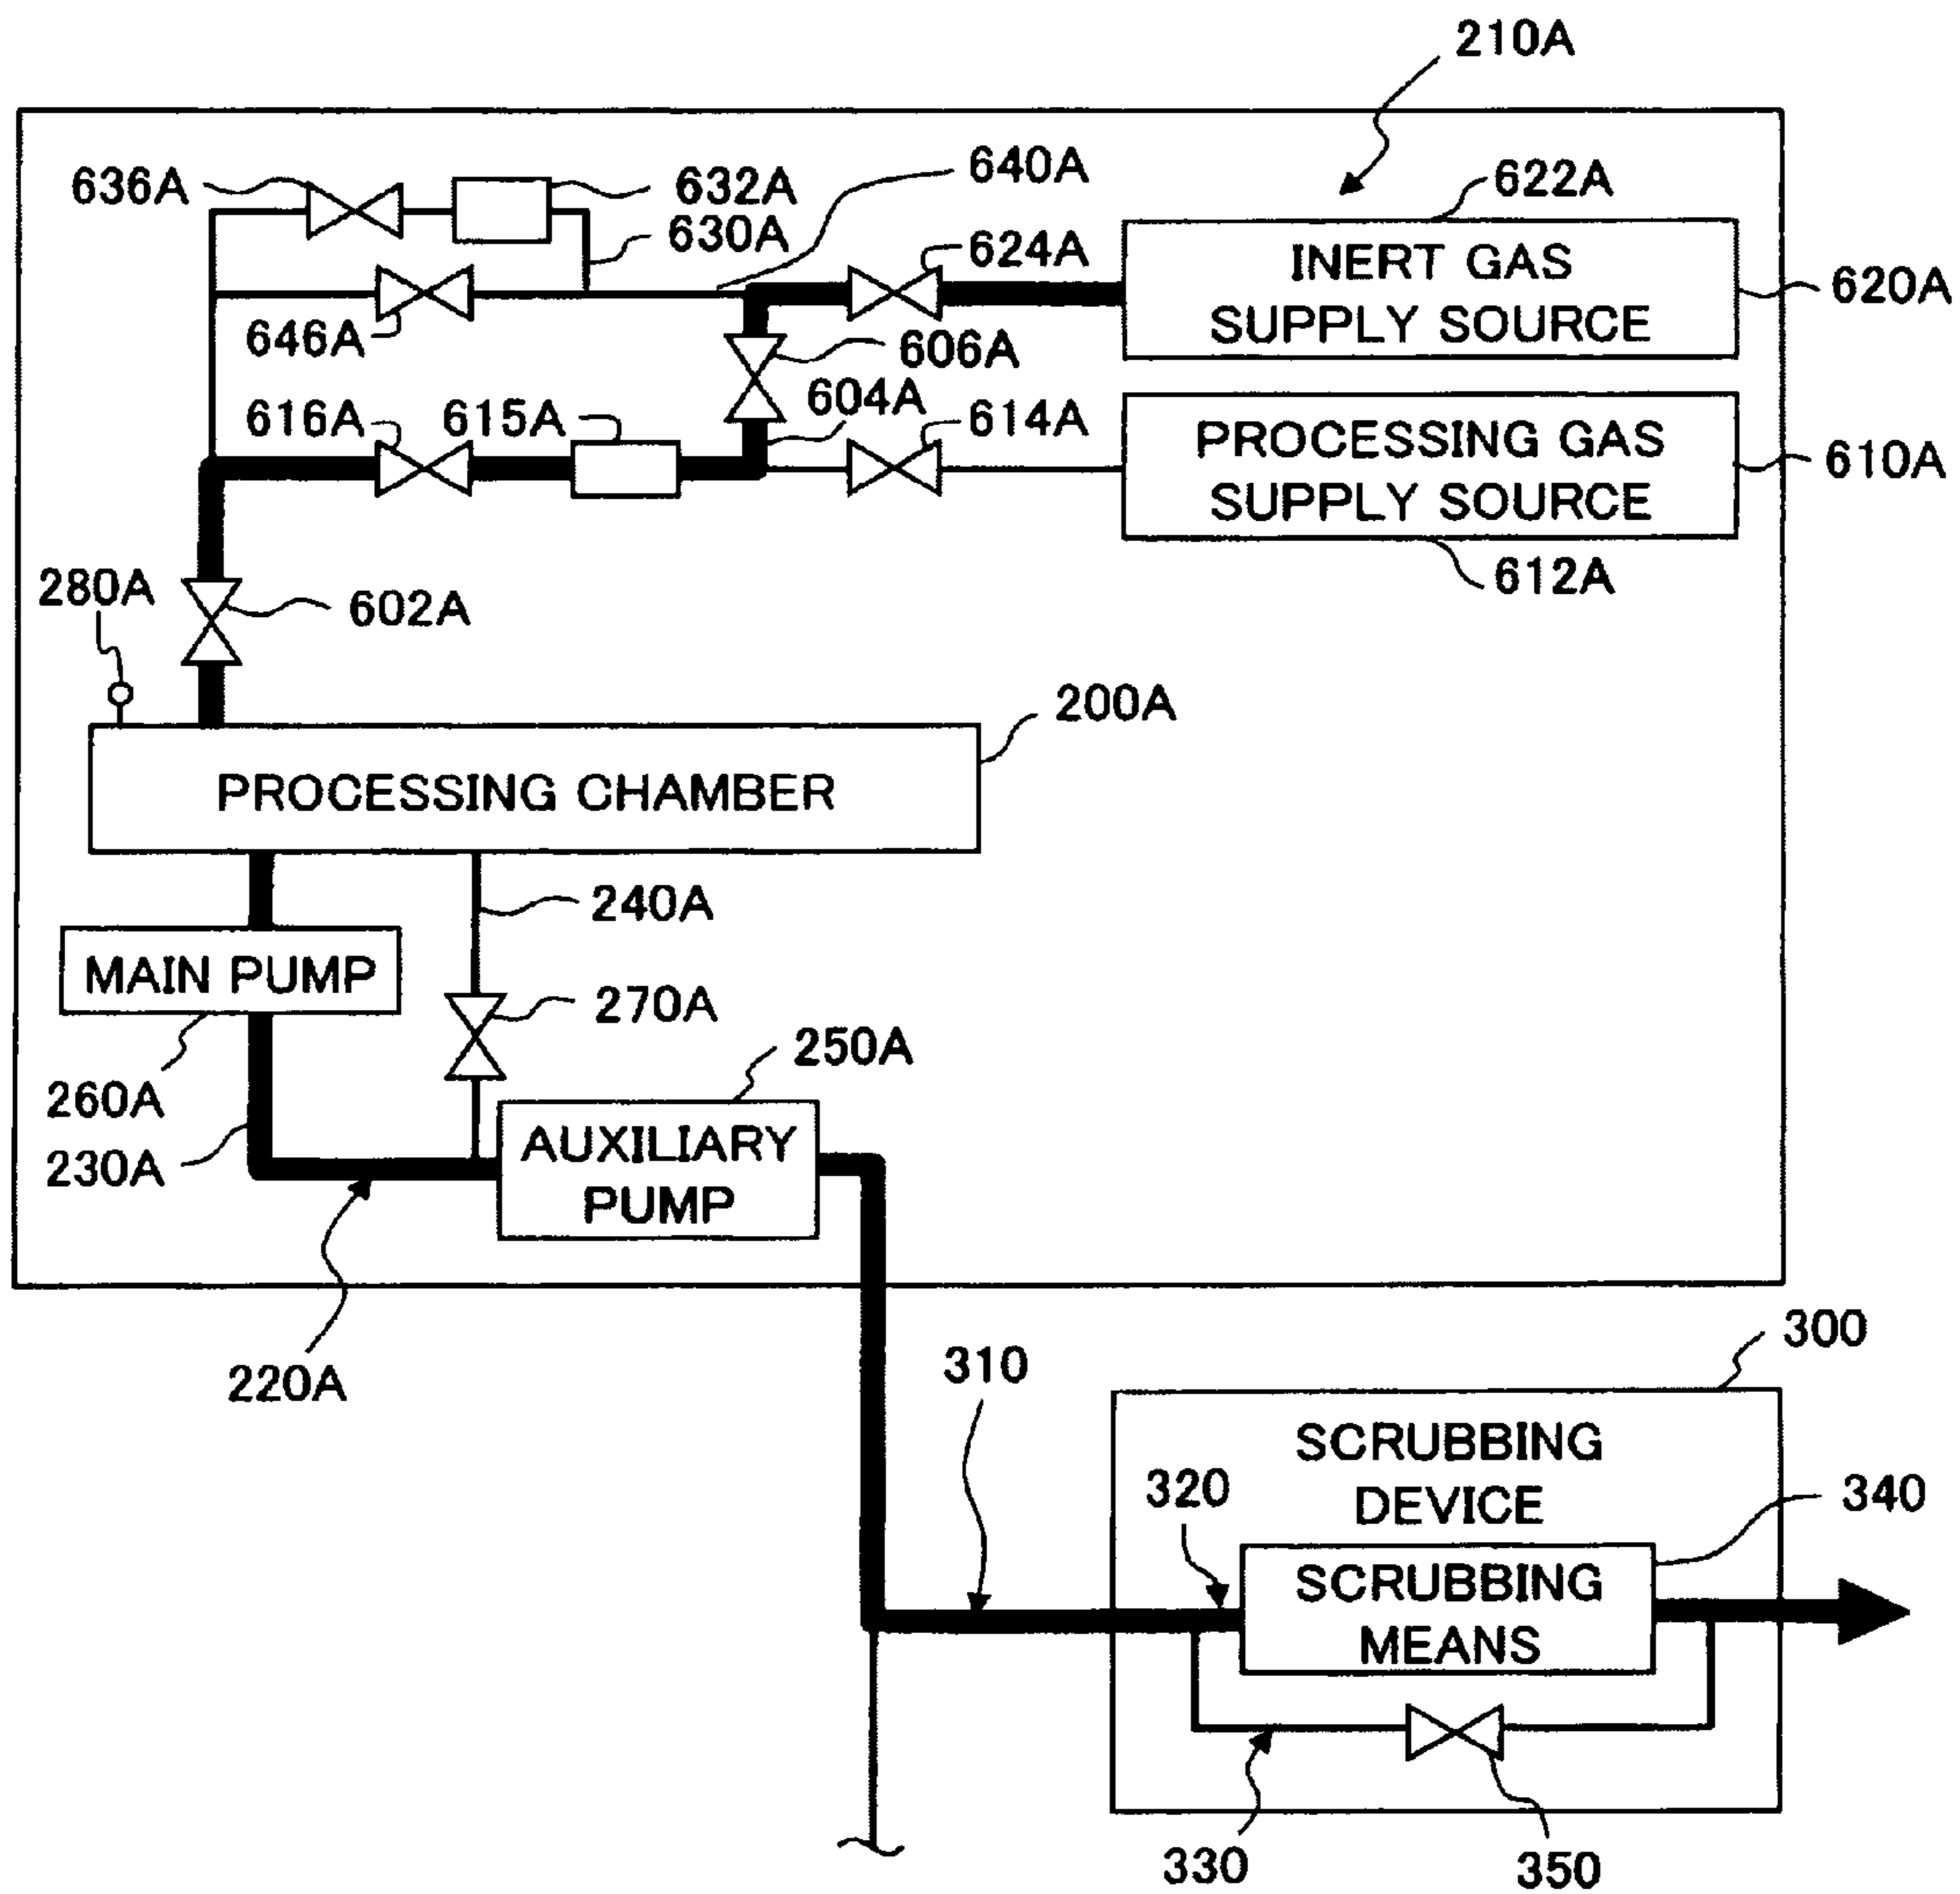 210A
636A
632A
640A
622A
630A
624A
INERT GAS
SUPPLY SOURCE
620A
646A
606A
604A
616A
615A
614A
PROCESSING GAS
SUPPLY SOURCE
610A
612A
280A
602A
200A
PROCESSING CHAMBER
240A
MAIN PUMP
270A
250A
260A
AUXILIARY
PUMP
230A
220A
300
310
SCRUBBING
DEVICE
320
340
SCRUBBING
MEANS
330
350